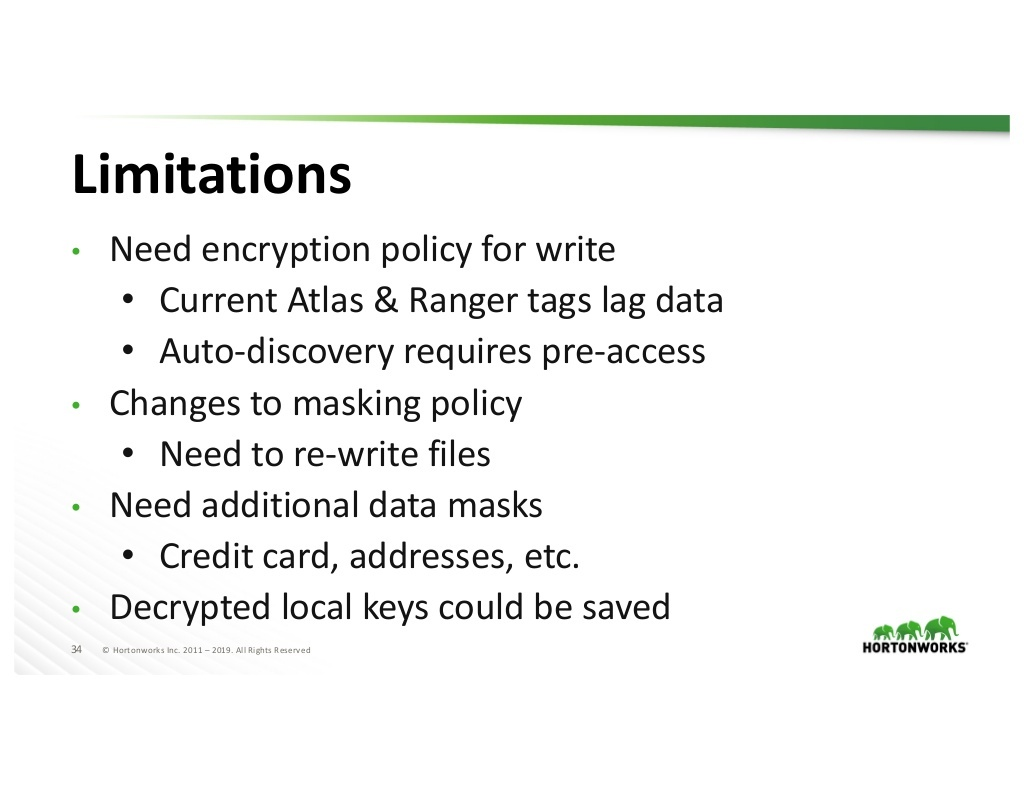 Limitations
• Need encryption policy for write
• Current Atlas & Ranger tags lag data
• Auto-discovery requires pre-access
• Changes to masking policy
• Need to re-write files
• Need additional data masks
• Credit card, addresses, etc.
• Decrypted local keys could be saved
34 © Hortonworks Inc. 2011 – 2019. All Rights Reserved
HORTONWORKS